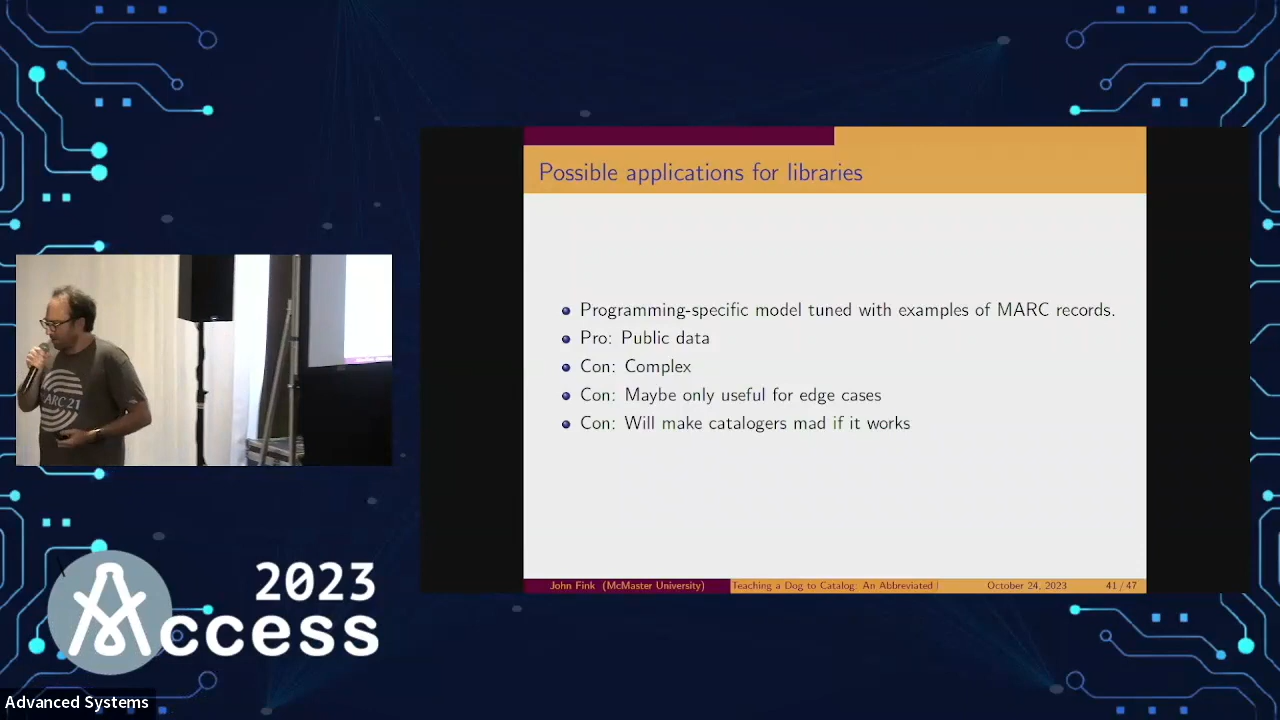 Possible applications for libraries
Programming-specific model tuned with examples of MARC records.
Pro: Public data
Con: Complex
Con: Maybe only useful for edge cases
Con: Will make catalogers mad if it works
John Fink (McMaster University)
Teaching a Dog to Catalog: An Abbreviated
October 24, 2023
41 / 47
ARC 21
2023
Access
Advanced Systems